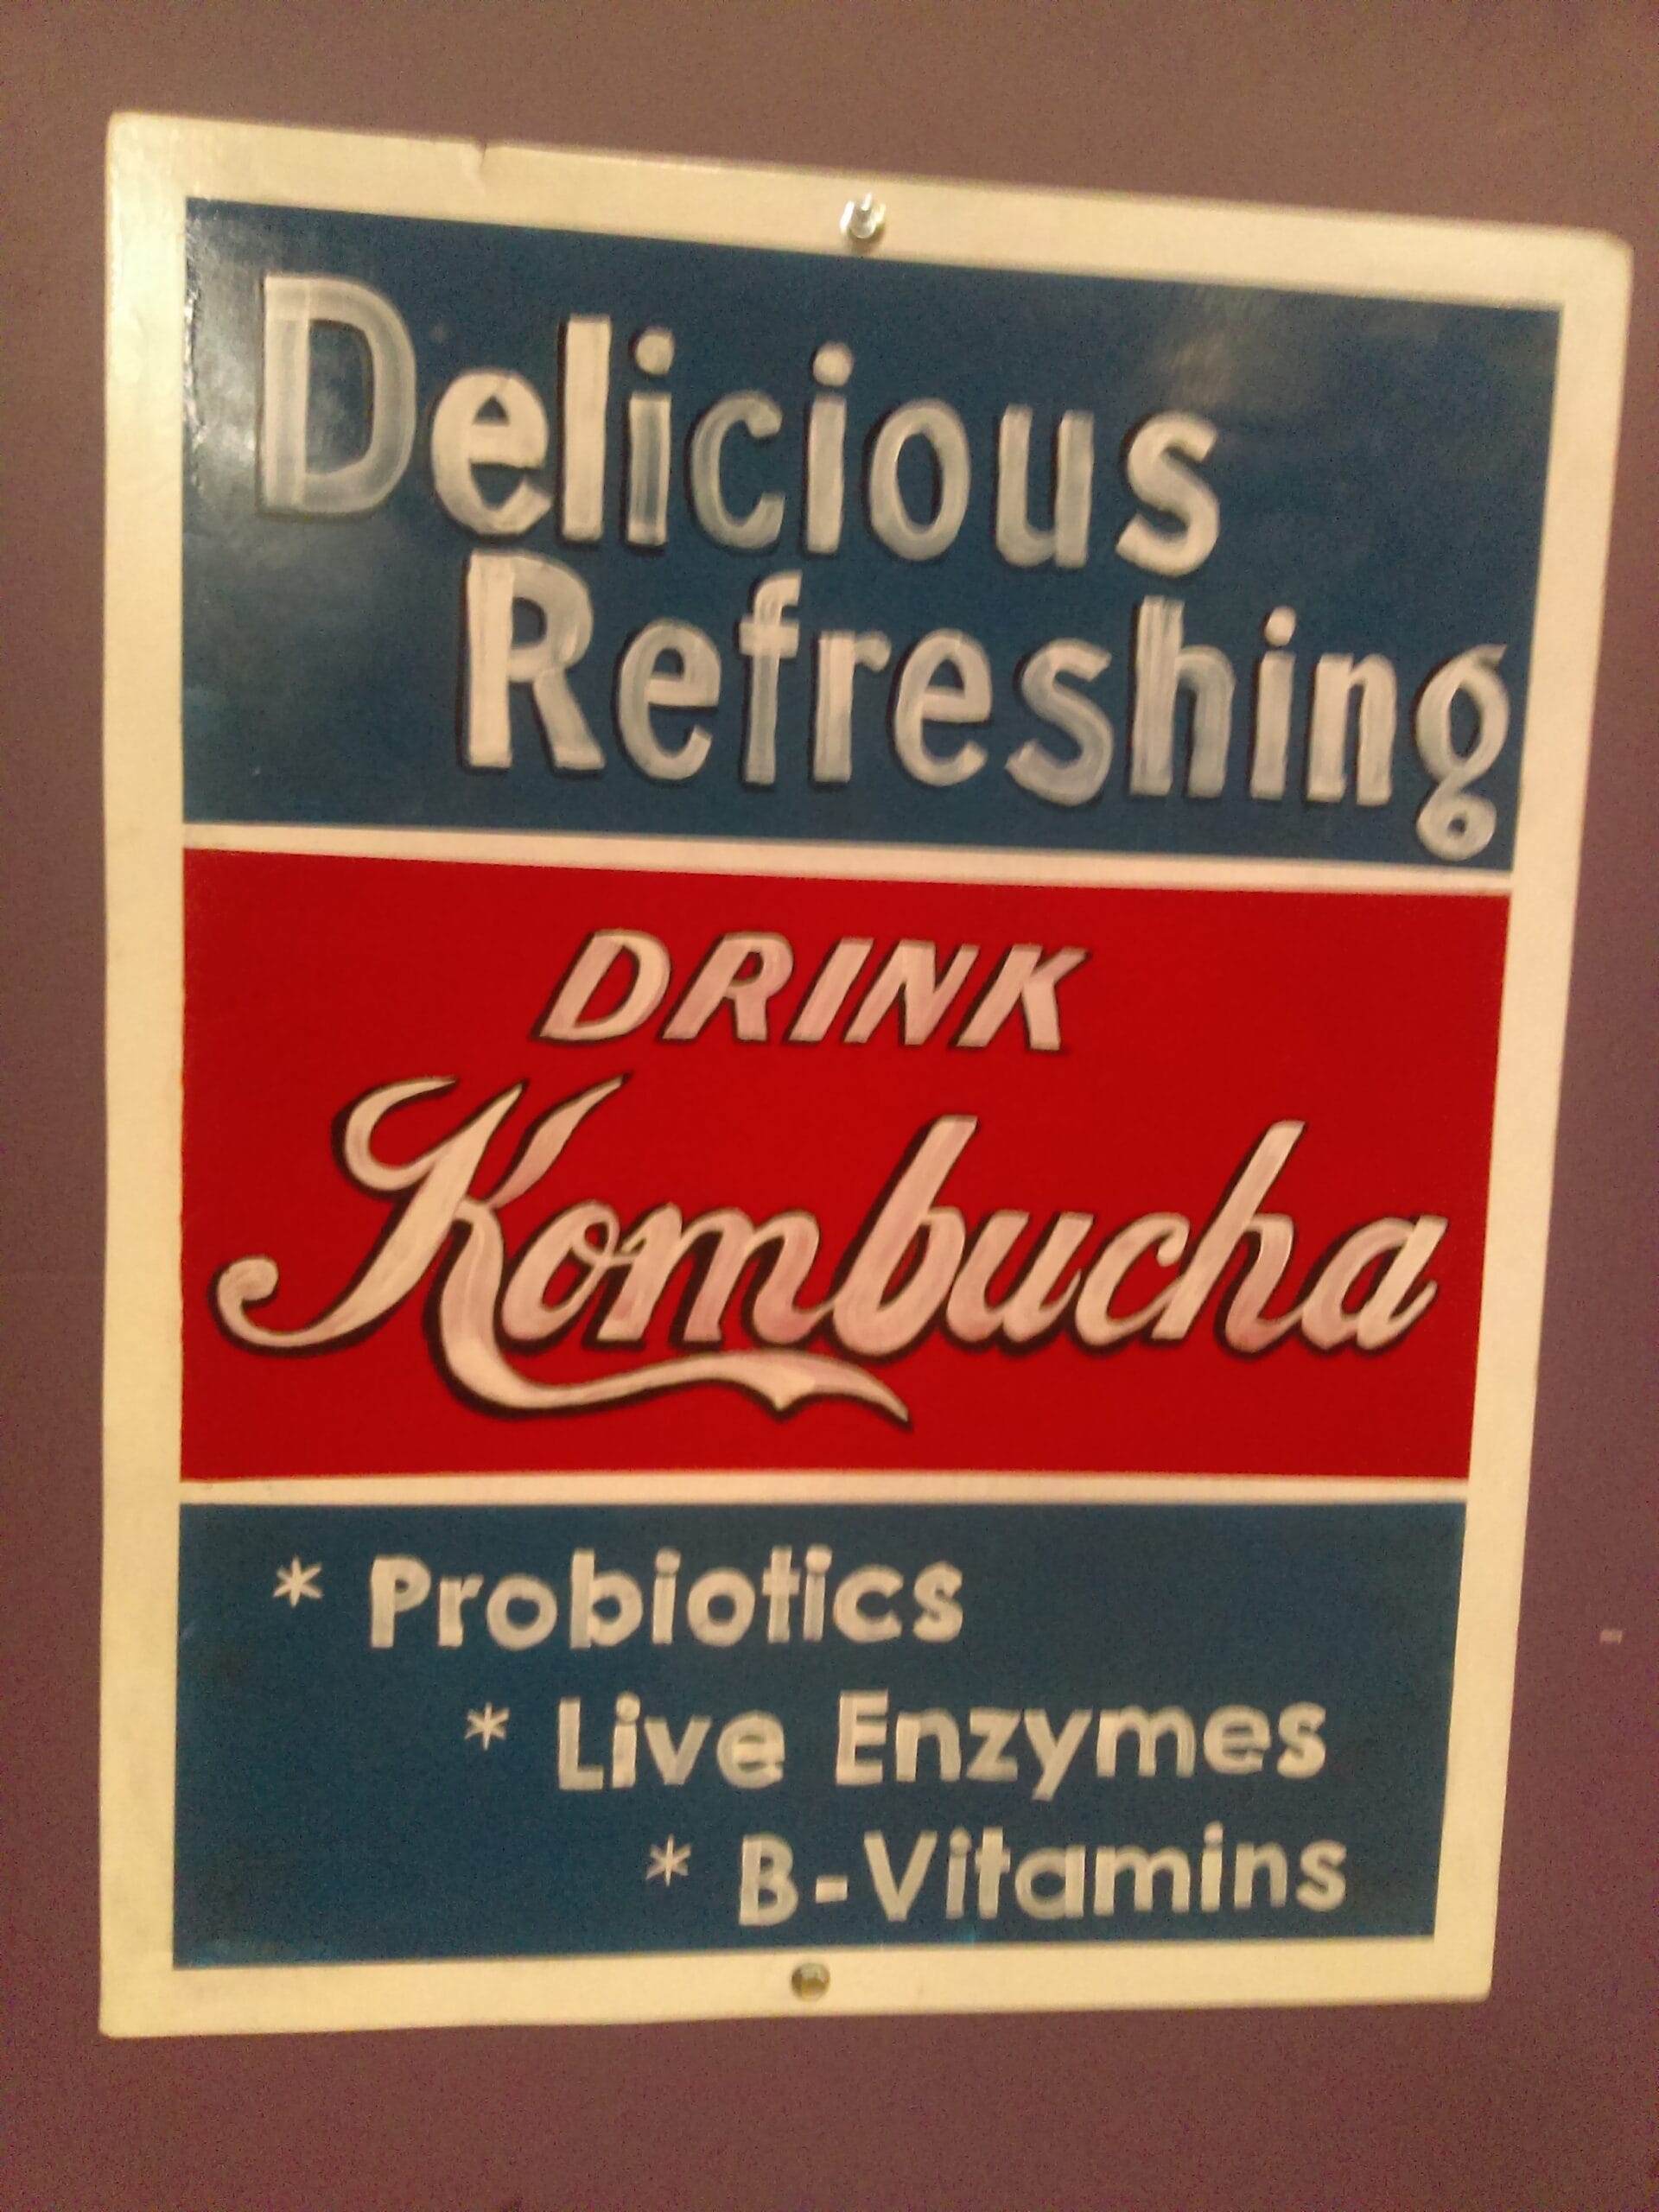 Delicious
Refreshing
DRINK
Kombucha
* Probiotics
* Live Enzymes
* B-Vitamins